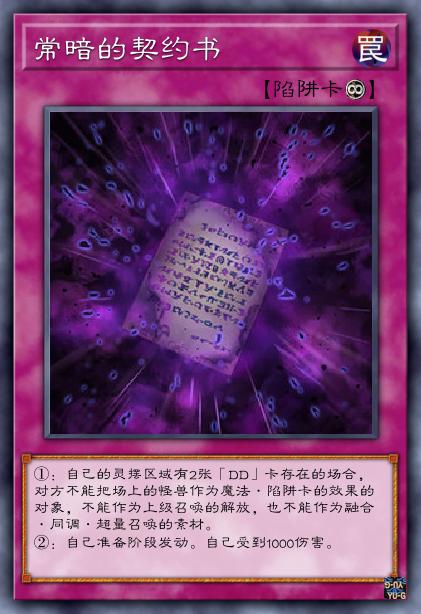 常暗的契约书
罠
【陷阱卡♾】
①：自己的灵摆区域有2张「DD」卡存在的场合，
对方不能把场上的怪兽作为魔法·陷阱卡的效果的
对象，不能作为上级召唤的解放，也不能作为融合
·同调·超量召唤的素材。
②：自己准备阶段发动。自己受到1000伤害。